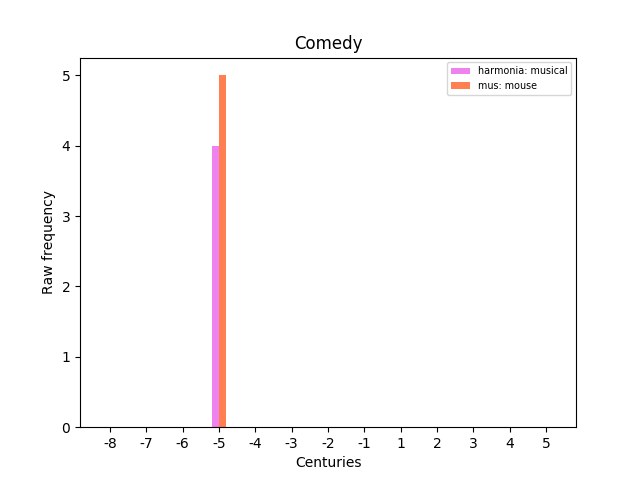 Comedy
harmonia: musical
mus: mouse
Raw frequency
5
4
3
2
1
0
-8 -7 -6 -5 -4 -3 -2 -1 1 2 3 4 5
Centuries